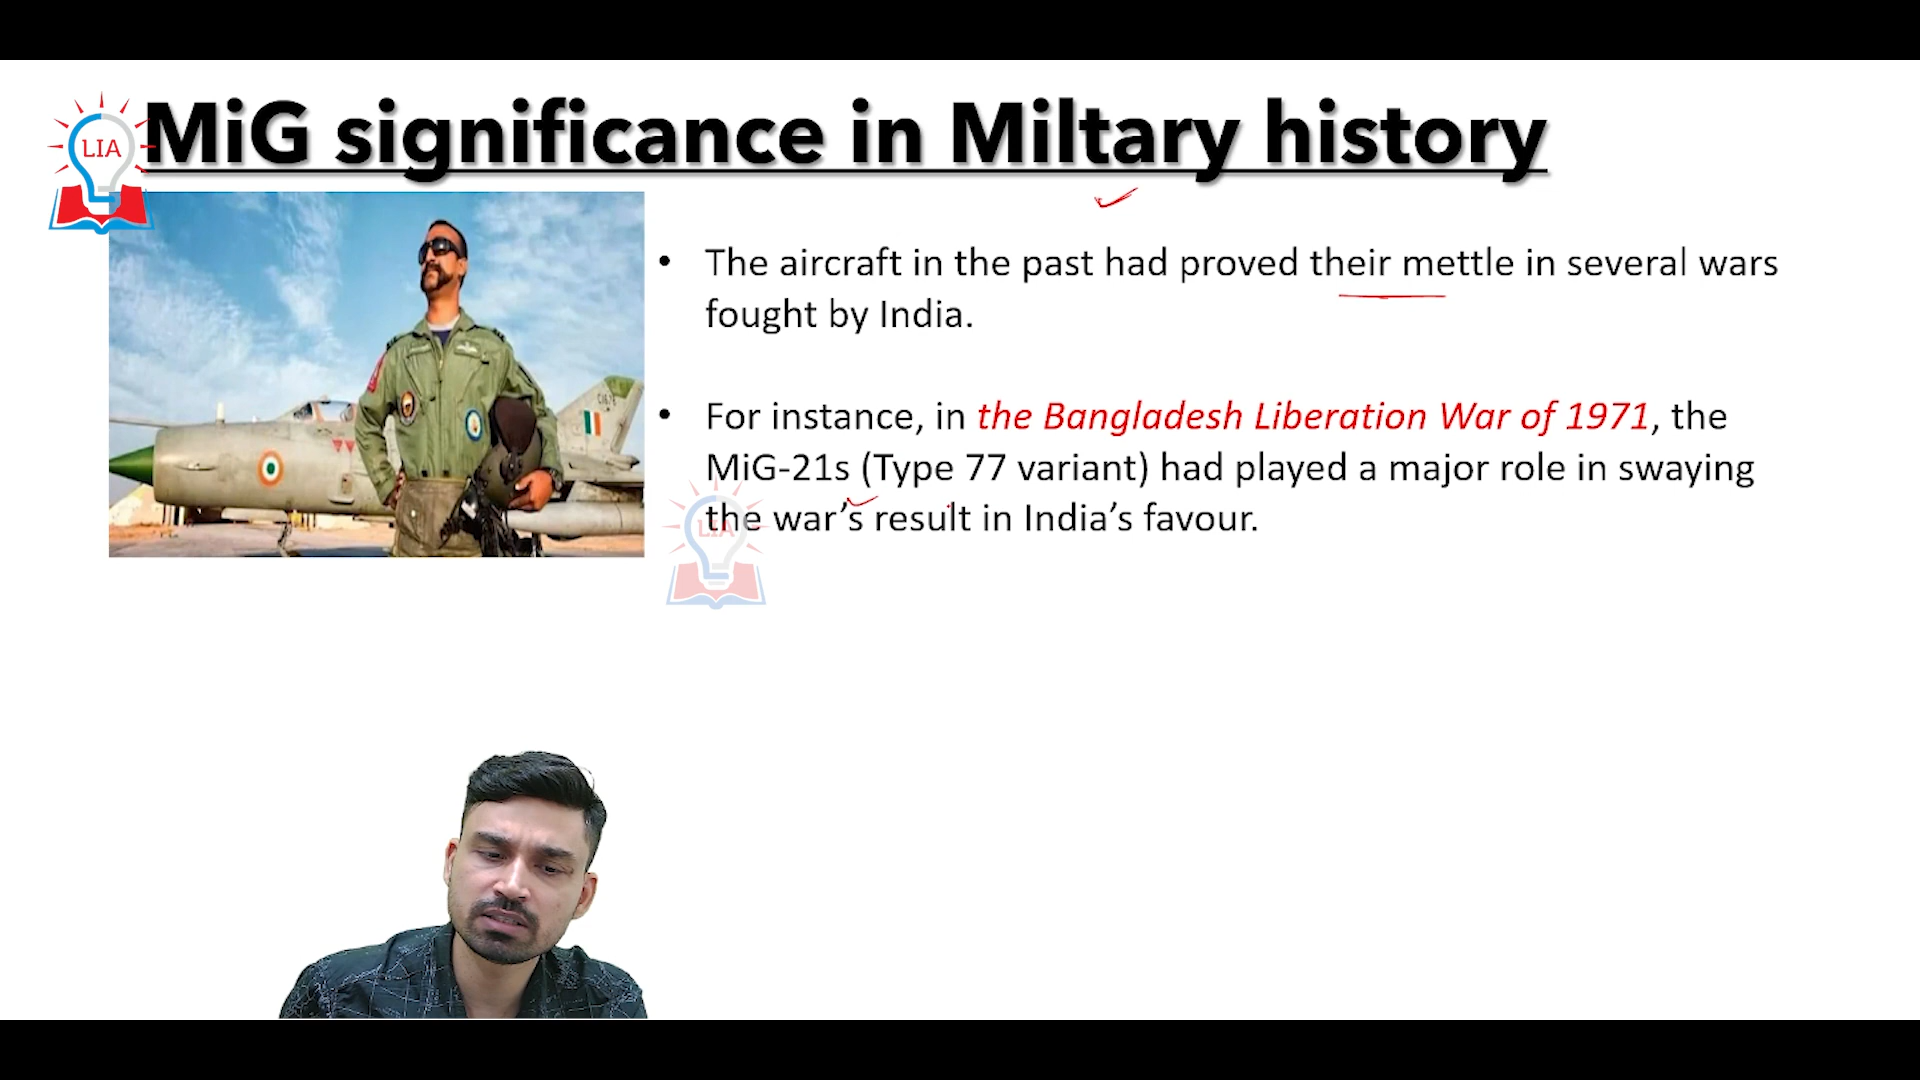 LIA
MiG significance in Miltary history
• The aircraft in the past had proved their mettle in several wars
fought by India.
• For instance, in the Bangladesh Liberation War of 1971, the
MiG-21s (Type 77 variant) had played a major role in swaying
the war’s result in India’s favour.
LIA